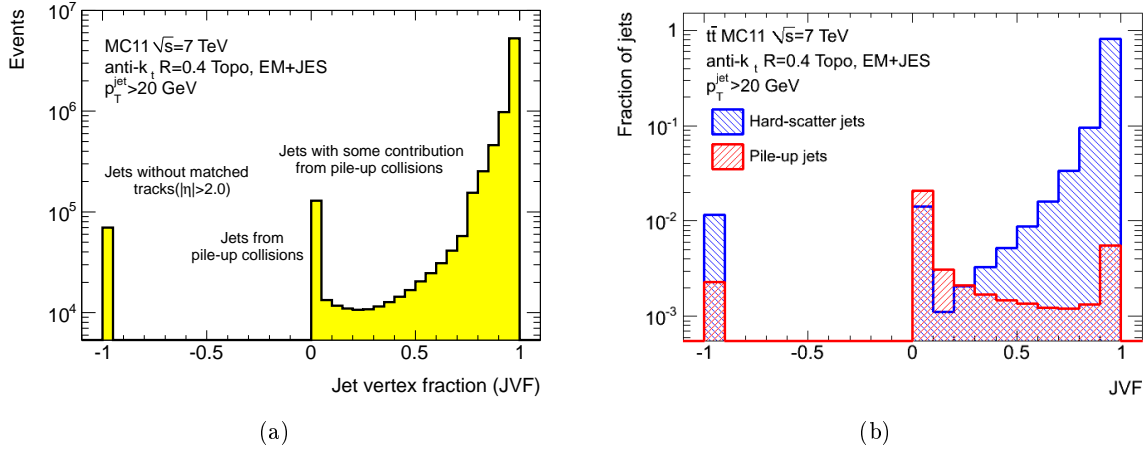 Events
10^7
10^6
10^5
10^4
MC11 √s=7 TeV
anti-k_t R=0.4 Topo, EM+JES
p_T^jet>20 GeV
Jets without matched
tracks(|η|>2.0)
Jets with some contribution
from pile-up collisions
Jets from
pile-up collisions
-1 -0.5 0 0.5 1
Jet vertex fraction (JVF)
(a)
Fraction of jets
1
10^-1
10^-2
10^-3
tt̄ MC11 √s=7 TeV
anti-k_t R=0.4 Topo, EM+JES
p_T^jet>20 GeV
Hard-scatter jets
Pile-up jets
-1 -0.5 0 0.5 1
JVF
(b)